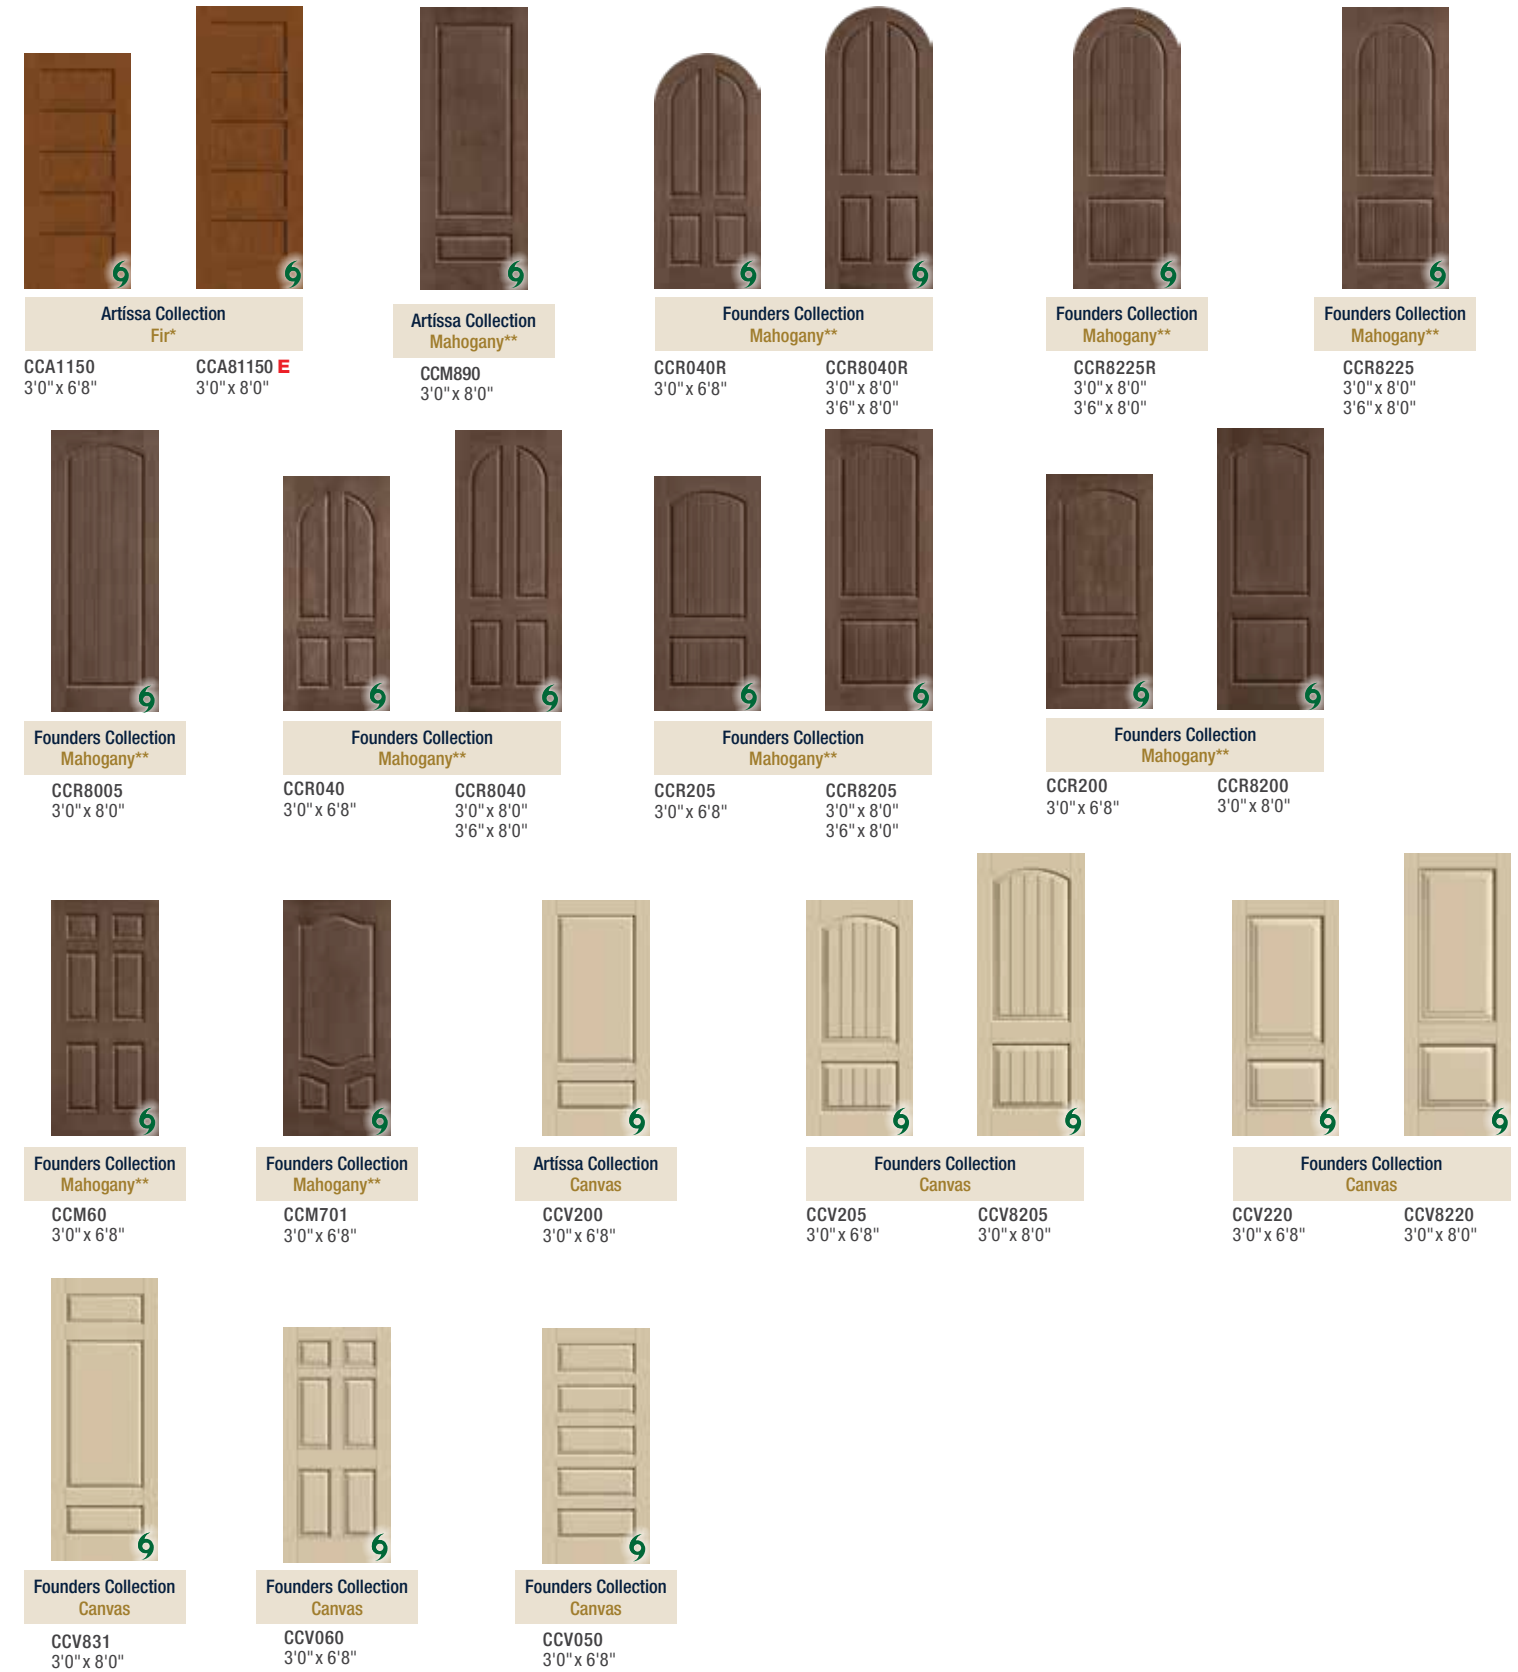 Artíssa Collection
Fir*
CCA1150
3'0" x 6'8"
CCA81150 E
3'0" x 8'0"
Artíssa Collection
Mahogany**
CCM890
3'0" x 8'0"
Founders Collection
Mahogany**
CCR040R
3'0" x 6'8"
CCR8040R
3'0" x 8'0"
3'6" x 8'0"
Founders Collection
Mahogany**
CCR8225R
3'0" x 8'0"
3'6" x 8'0"
Founders Collection
Mahogany**
CCR8225
3'0" x 8'0"
3'6" x 8'0"
Founders Collection
Mahogany**
CCR8005
3'0" x 8'0"
Founders Collection
Mahogany**
CCR040
3'0" x 6'8"
CCR8040
3'0" x 8'0"
3'6" x 8'0"
Founders Collection
Mahogany**
CCR205
3'0" x 6'8"
CCR8205
3'0" x 8'0"
3'6" x 8'0"
Founders Collection
Mahogany**
CCR200
3'0" x 6'8"
CCR8200
3'0" x 8'0"
Founders Collection
Mahogany**
CCM60
3'0" x 6'8"
Founders Collection
Mahogany**
CCM701
3'0" x 6'8"
Artíssa Collection
Canvas
CCV200
3'0" x 6'8"
Founders Collection
Canvas
CCV205
3'0" x 6'8"
CCV8205
3'0" x 8'0"
Founders Collection
Canvas
CCV220
3'0" x 6'8"
CCV8220
3'0" x 8'0"
Founders Collection
Canvas
CCV831
3'0" x 8'0"
Founders Collection
Canvas
CCV060
3'0" x 6'8"
Founders Collection
Canvas
CCV050
3'0" x 6'8"